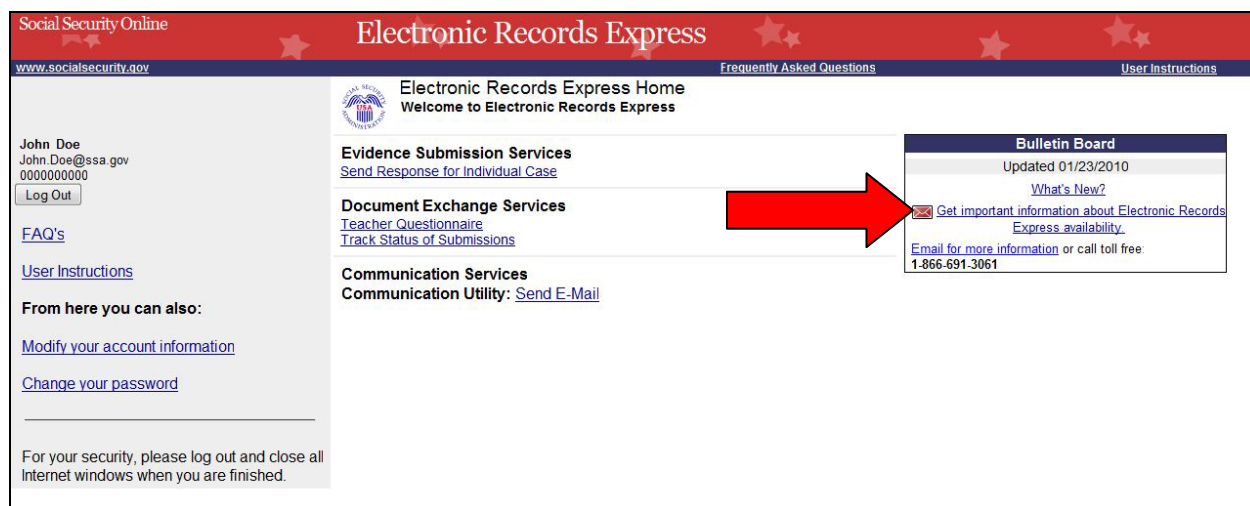 Social Security Online
Electronic Records Express
www.socialsecurity.gov
Frequently Asked Questions
User Instructions
Electronic Records Express Home
Welcome to Electronic Records Express
John Doe
John.Doe@ssa.gov
0000000000
Log Out
FAQ's
User Instructions
From here you can also:
Modify your account information
Change your password
For your security, please log out and close all
Internet windows when you are finished.
Evidence Submission Services
Send Response for Individual Case
Document Exchange Services
Teacher Questionnaire
Track Status of Submissions
Communication Services
Communication Utility: Send E-Mail
Bulletin Board
Updated 01/23/2010
What's New?
Get important information about Electronic Records
Express availability.
Email for more information or call toll free:
1-866-691-3061